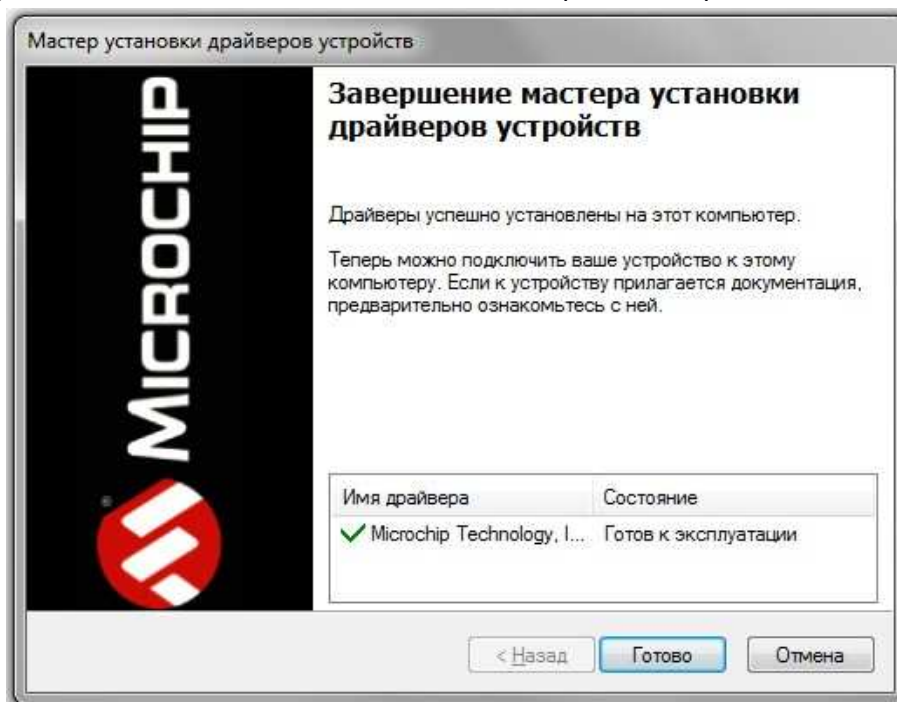 Мастер установки драйверов устройств
MICROCHIP
Завершение мастера установки
драйверов устройств
Драйверы успешно установлены на этот компьютер.
Теперь можно подключить ваше устройство к этому
компьютеру. Если к устройству прилагается документация,
предварительно ознакомьтесь с ней.
Имя драйвера Состояние
Microchip Technology, I... Готов к эксплуатации
< Назад Готово Отмена